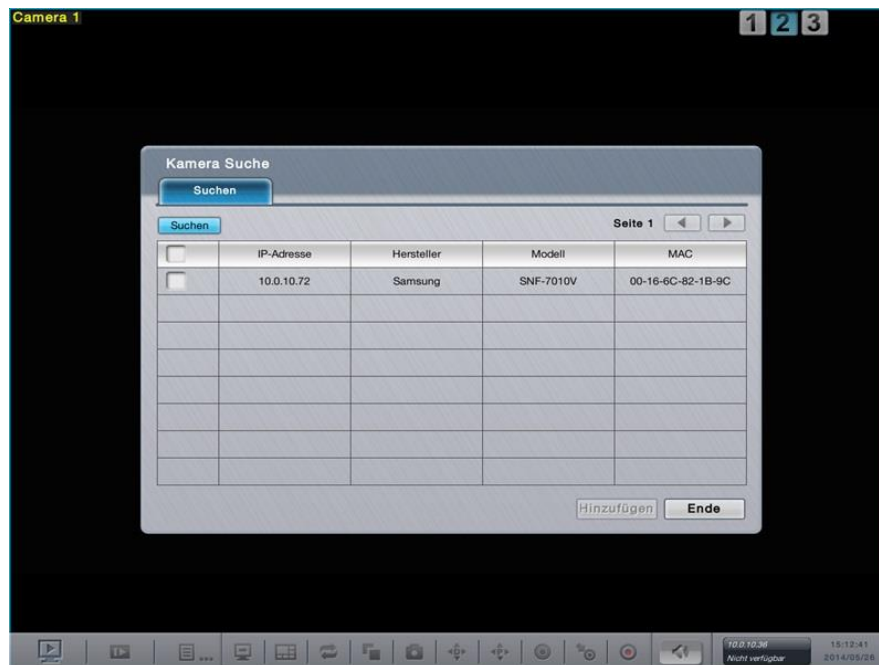 Camera 1
1 2 3
Kamera Suche
Suchen
Suchen
Seite 1
IP-Adresse Hersteller Modell MAC
10.0.10.72 Samsung SNF-7010V 00-16-6C-82-1B-9C
Hinzufügen Ende
10.0.10.36 15:12:41
Nicht verfügbar 2014/05/26